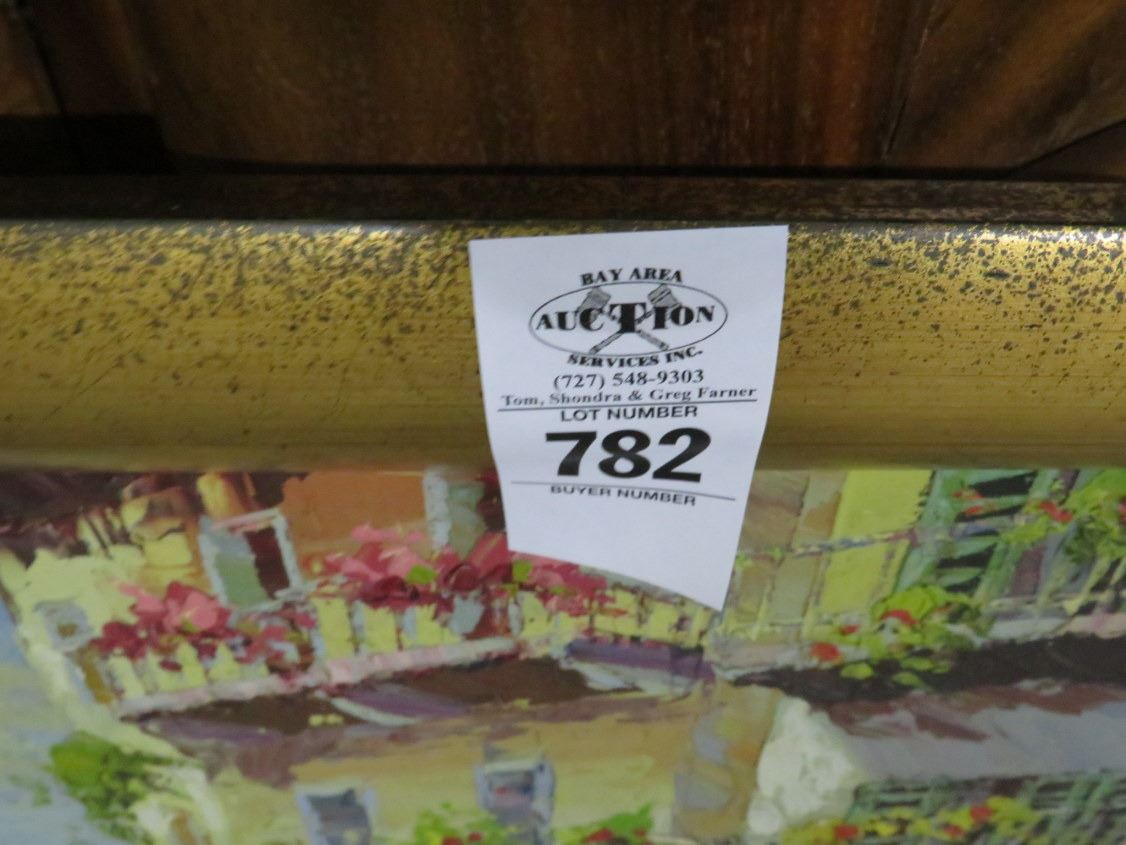 BAY AREA
AUCTION
SERVICES INC.
(727) 548-9303
Tom, Shondra & Greg Farner
LOT NUMBER
782
BUYER NUMBER